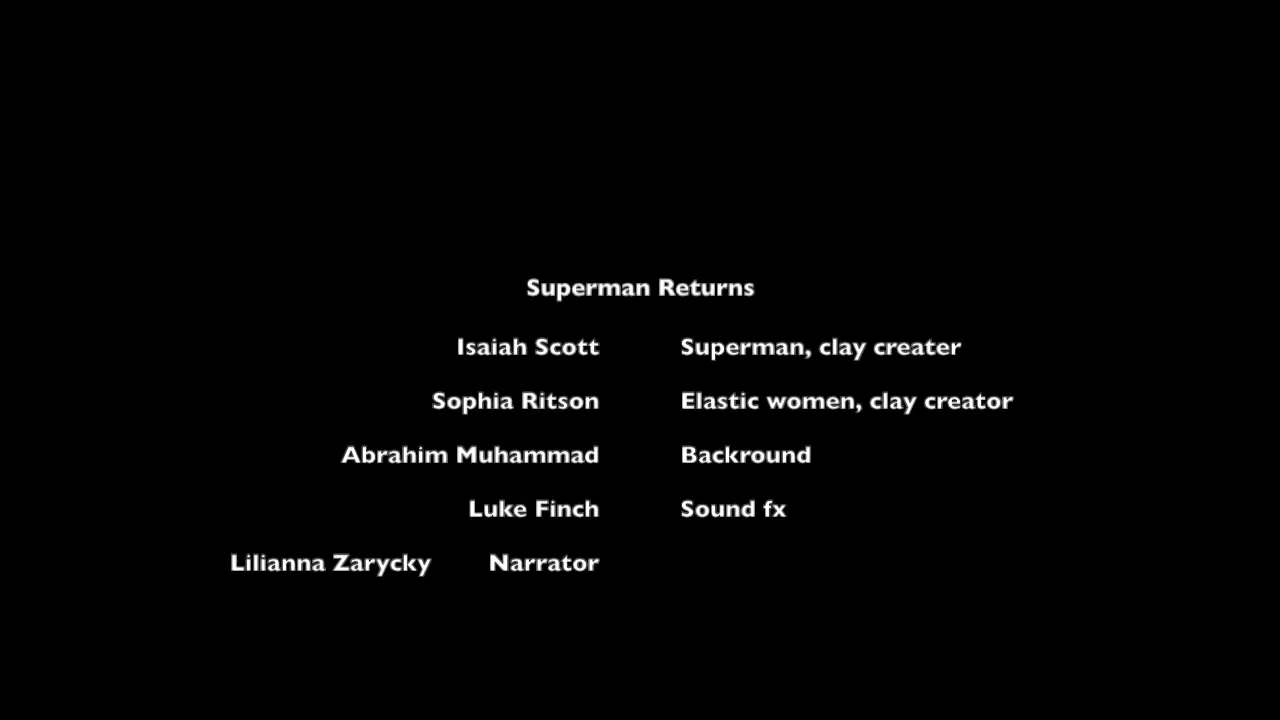 Superman Returns
Isaiah Scott Superman, clay creater
Sophia Ritson Elastic women, clay creator
Abrahim Muhammad Backround
Luke Finch Sound fx
Lilianna Zarycky Narrator